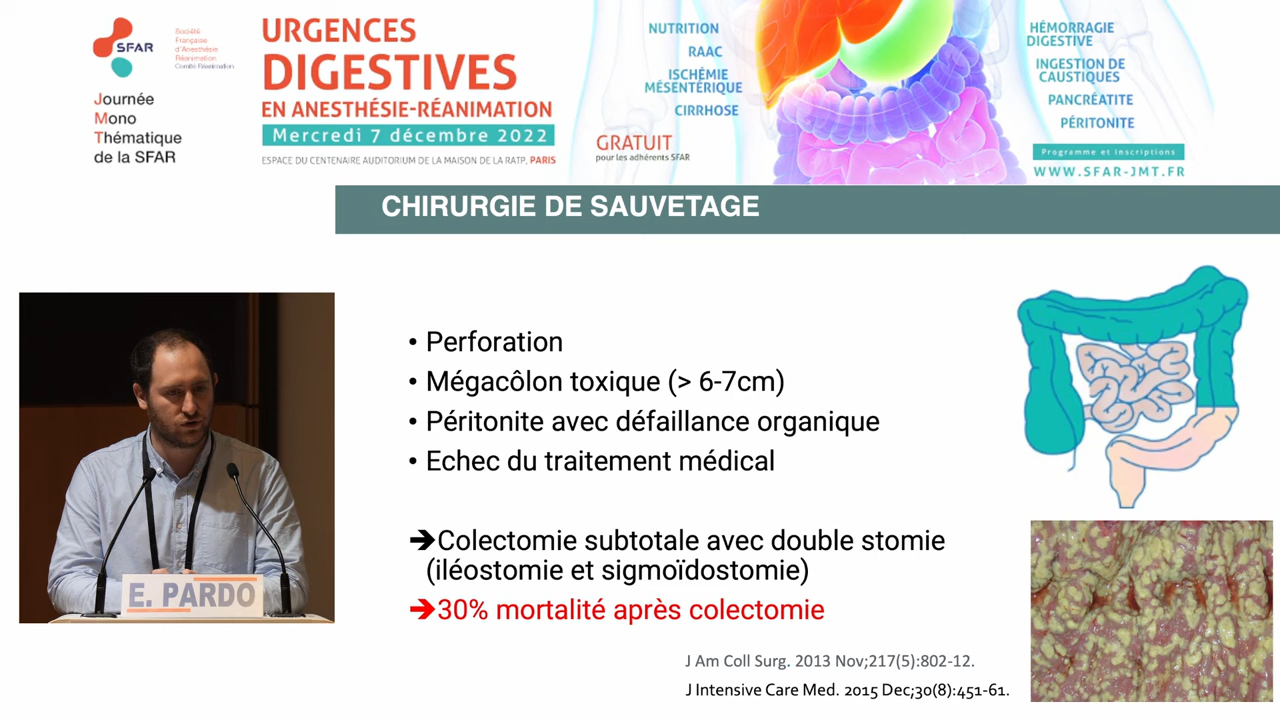 SFAR
Société
Française
d'Anesthésie
Réanimation
Comité Réanimation
Journée
Mono
Thématique
de la SFAR
URGENCES
DIGESTIVES
EN ANESTHÉSIE-RÉANIMATION
Mercredi 7 décembre 2022
ESPACE DU CENTENAIRE AUDITORIUM DE LA MAISON DE LA RATP, PARIS
NUTRITION
RAAC
ISCHÉMIE
MÉSENTÉRIQUE
CIRRHOSE
GRATUIT
pour les adhérents SFAR
HÉMORRAGIE
DIGESTIVE
INGESTION DE
CAUSTIQUES
PANCRÉATITE
PÉRITONITE
Programme et inscriptions
WWW.SFAR-JMT.FR
CHIRURGIE DE SAUVETAGE
E. PARDO
• Perforation
• Mégacôlon toxique (> 6-7cm)
• Péritonite avec défaillance organique
• Echec du traitement médical
➔Colectomie subtotale avec double stomie
(iléostomie et sigmoïdostomie)
➔30% mortalité après colectomie
J Am Coll Surg. 2013 Nov;217(5):802-12.
J Intensive Care Med. 2015 Dec;30(8):451-61.